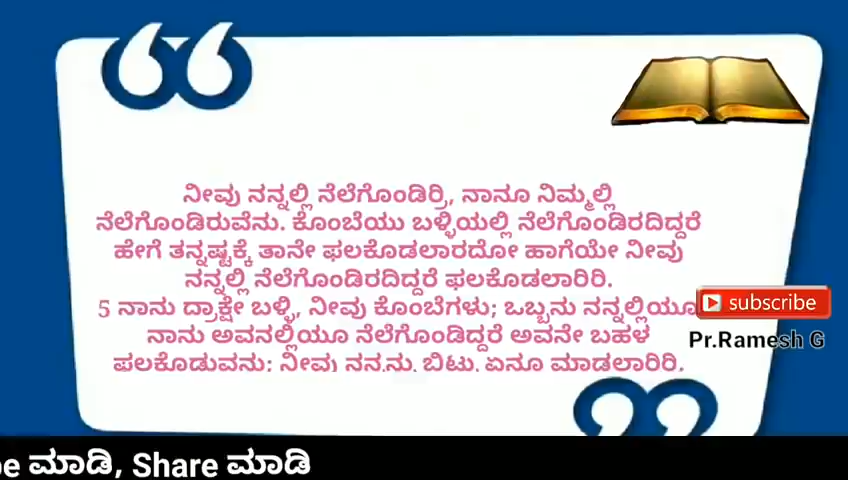 ನೀವು ನನ್ನಲ್ಲಿ ನೆಲೆಗೊಂಡಿರ್ರಿ, ನಾನೂ ನಿಮ್ಮಲ್ಲಿ
ನೆಲೆಗೊಂಡಿರುವೆನು. ಕೊಂಬೆಯು ಬಳ್ಳಿಯಲ್ಲಿ ನೆಲೆಗೊಂಡಿರದಿದ್ದರೆ
ಹೇಗೆ ತನ್ನಷ್ಟಕ್ಕೆ ತಾನೇ ಫಲಕೊಡಲಾರದೋ ಹಾಗೆಯೇ ನೀವು
ನನ್ನಲ್ಲಿ ನೆಲೆಗೊಂಡಿರದಿದ್ದರೆ ಫಲಕೊಡಲಾರಿರಿ.
5 ನಾನು ದ್ರಾಕ್ಷೇ ಬಳ್ಳಿ, ನೀವು ಕೊಂಬೆಗಳು; ಒಬ್ಬನು ನನ್ನಲ್ಲಿಯೂ
subscribe
ನಾನು ಅವನಲ್ಲಿಯೂ ನೆಲೆಗೊಂಡಿದ್ದರೆ ಅವನೇ ಬಹಳ
Pr.Ramesh G
ಫಲಕೊಡುವನು; ನೀವು ನನ್ನನ್ನು ಬಿಟ್ಟು ಏನೂ ಮಾಡಲಾರಿರಿ.
be ಮಾಡಿ, Share ಮಾಡಿ